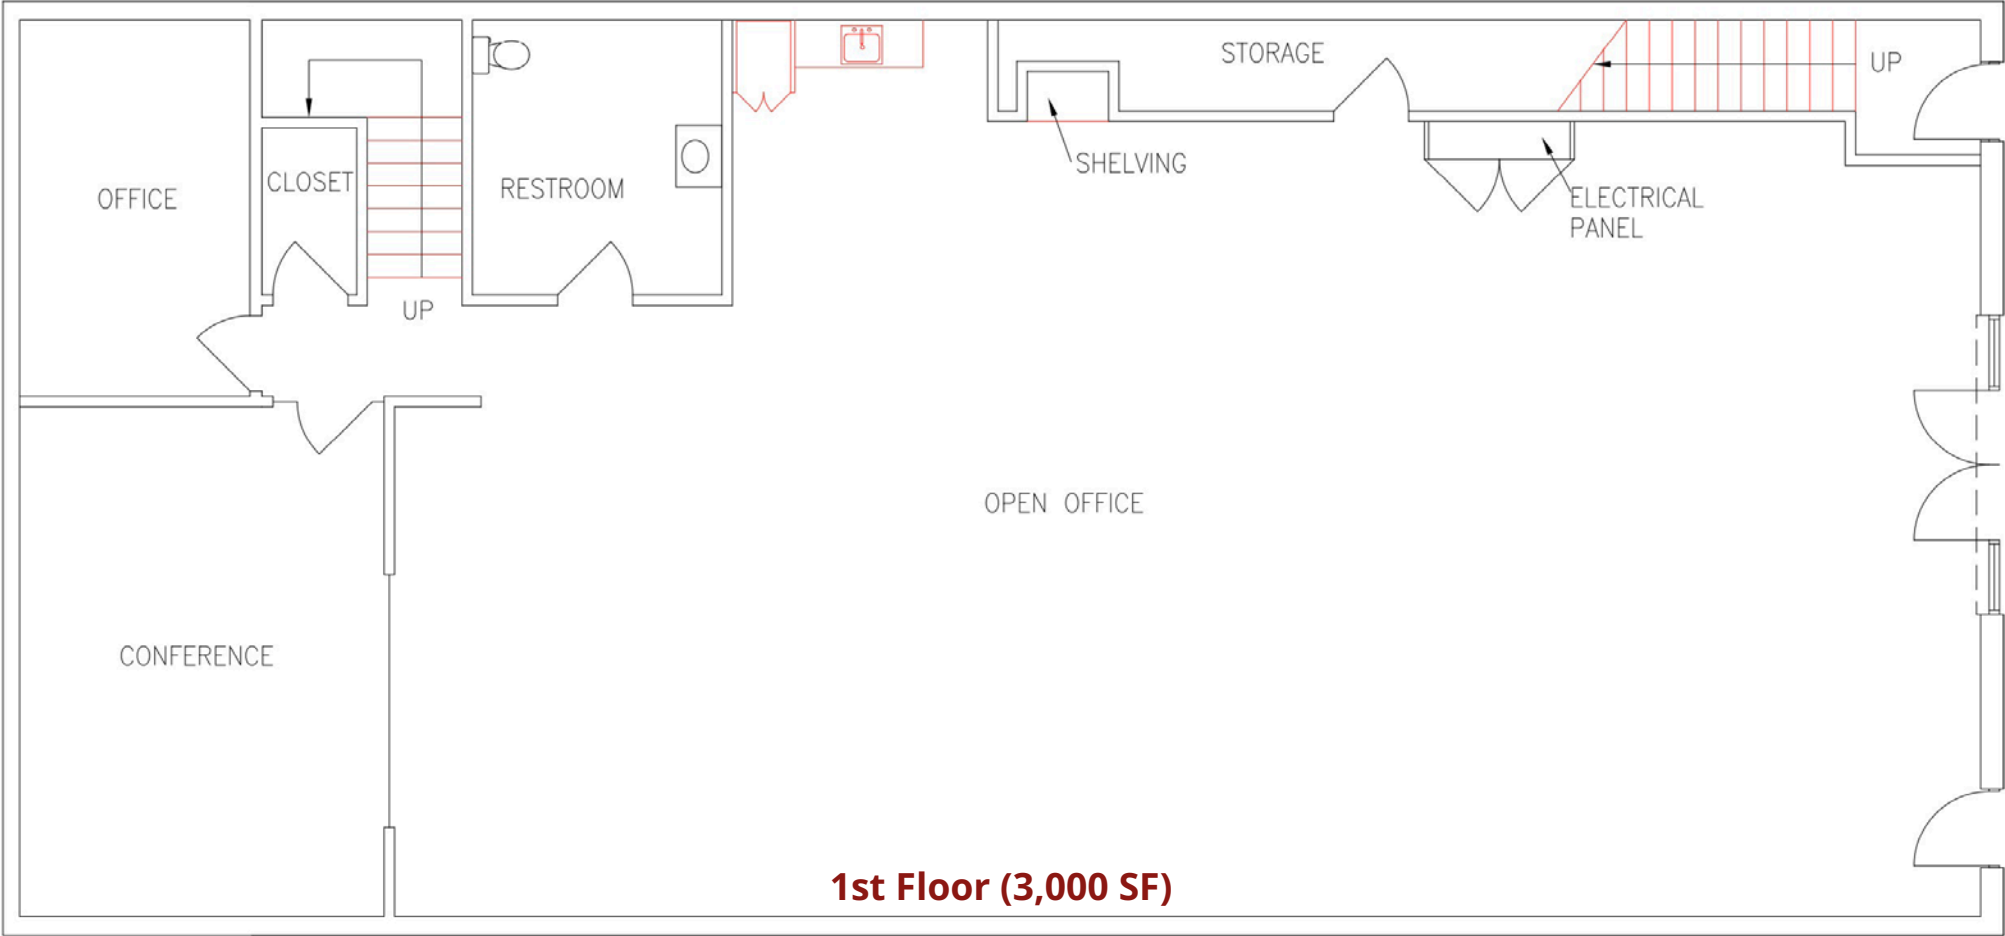 STORAGE
UP
SHELVING
CLOSET
OFFICE
RESTROOM
ELECTRICAL
PANEL
UP
OPEN OFFICE
CONFERENCE
1st Floor (3,000 SF)